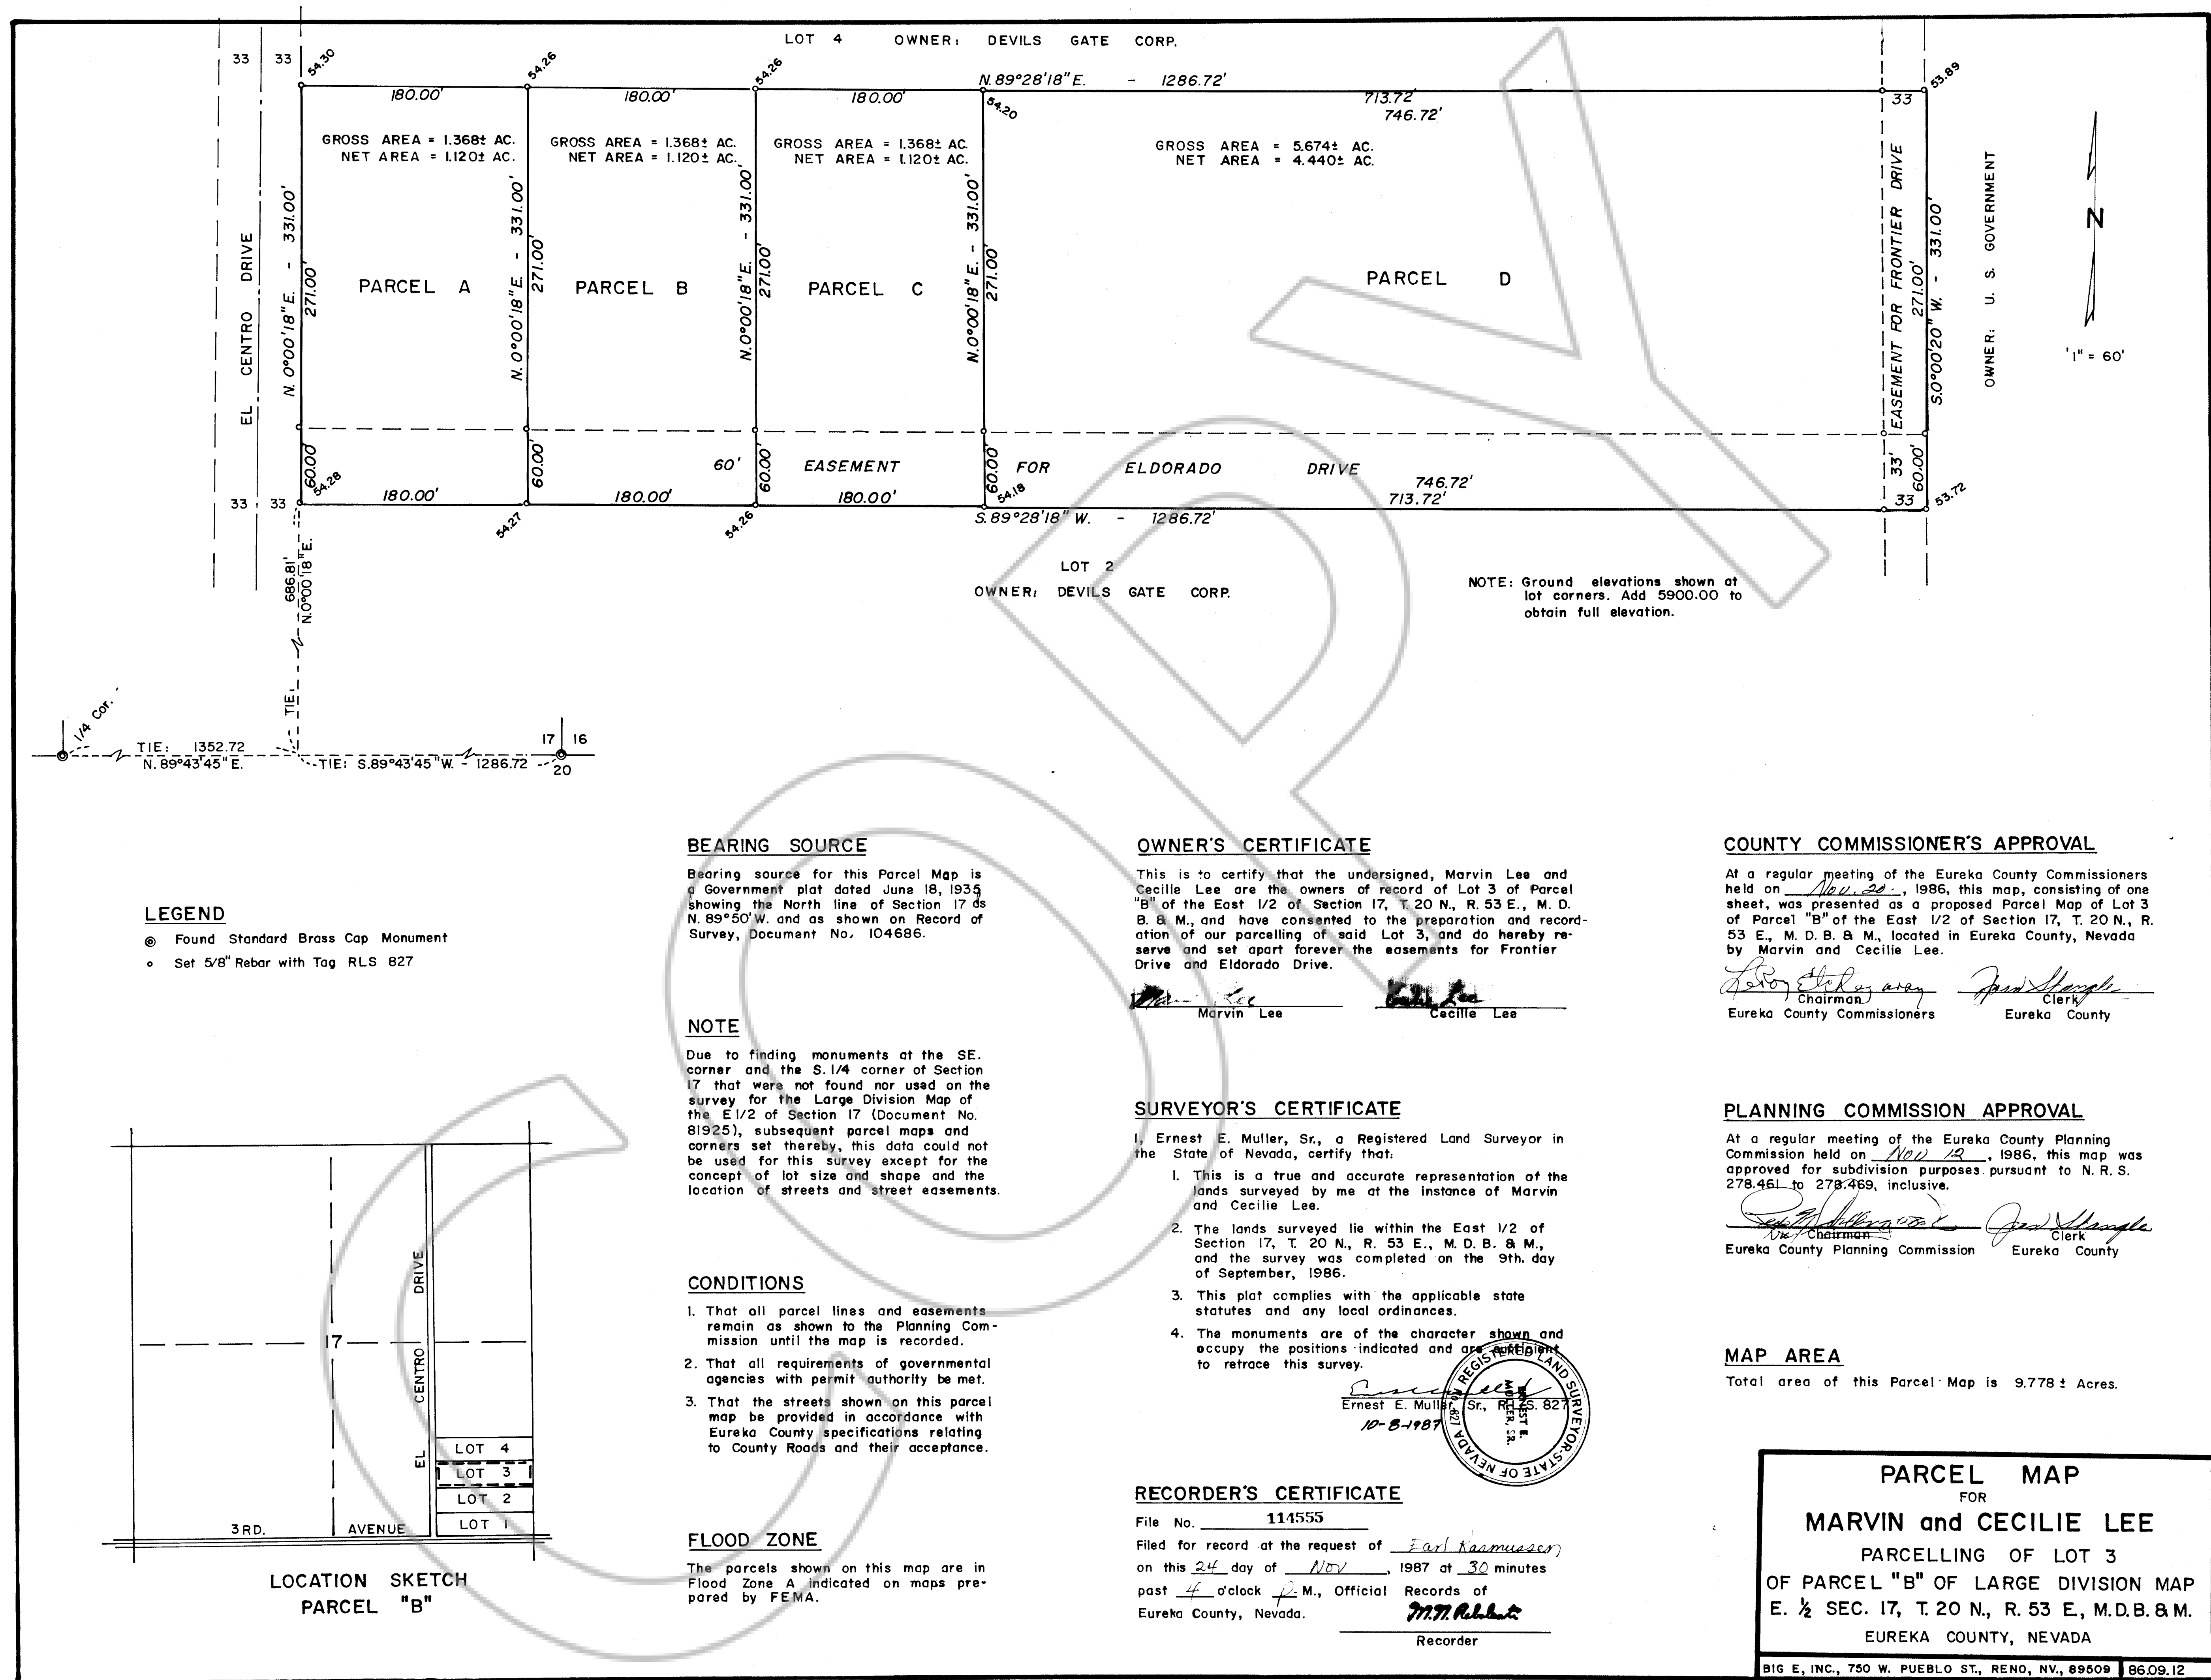 LOT 4 OWNER: DEVILS GATE CORP.
33 33
54.30
54.26
54.26
N. 89°28'18" E. - 1286.72'
53.89
180.00'
180.00'
180.00'
54.20
713.72'
746.72'
33
GROSS AREA = 1.368± AC.
NET AREA = 1.120± AC.
GROSS AREA = 1.368± AC.
NET AREA = 1.120± AC.
GROSS AREA = 1.368± AC.
NET AREA = 1.120± AC.
GROSS AREA = 5.674± AC.
NET AREA = 4.440± AC.
EL CENTRO DRIVE
N. 0°00'18" E. - 331.00'
271.00'
PARCEL A
N. 0°00'18" E. - 331.00'
271.00'
PARCEL B
N.0°00'18" E. - 331.00'
271.00'
PARCEL C
N.0°00'18" E. - 331.00'
271.00'
PARCEL D
EASEMENT FOR FRONTIER DRIVE
271.00'
S.0°00'20" W. - 331.00'
OWNER: U. S. GOVERNMENT
N
1" = 60'
60.00'
60.00'
60.00'
60.00'
33'
60.00'
60' EASEMENT FOR ELDORADO DRIVE
54.28
54.18
746.72'
713.72'
33 33
180.00'
180.00'
180.00'
33
53.72
54.27
54.26
S. 89°28'18" W. - 1286.72'
686.81'
N.0°00'18" E.
TIE:
LOT 2
OWNER: DEVILS GATE CORP.
NOTE: Ground elevations shown at
lot corners. Add 5900.00 to
obtain full elevation.
1/4 Cor.
TIE: 1352.72
N. 89°43'45" E.
TIE: S.89°43'45" W. - 1286.72
17 16
20
LEGEND
Found Standard Brass Cap Monument
Set 5/8" Rebar with Tag RLS 827
17
EL CENTRO DRIVE
LOT 4
LOT 3
LOT 2
LOT 1
3RD. AVENUE
LOCATION SKETCH
PARCEL "B"
BEARING SOURCE
Bearing source for this Parcel Map is
a Government plat dated June 18, 1935
showing the North line of Section 17 as
N. 89°50' W. and as shown on Record of
Survey, Document No. 104686.
NOTE
Due to finding monuments at the SE.
corner and the S. 1/4 corner of Section
17 that were not found nor used on the
survey for the Large Division Map of
the E 1/2 of Section 17 (Document No.
81925), subsequent parcel maps and
corners set thereby, this data could not
be used for this survey except for the
concept of lot size and shape and the
location of streets and street easements.
CONDITIONS
1. That all parcel lines and easements
remain as shown to the Planning Com-
mission until the map is recorded.
2. That all requirements of governmental
agencies with permit authority be met.
3. That the streets shown on this parcel
map be provided in accordance with
Eureka County specifications relating
to County Roads and their acceptance.
FLOOD ZONE
The parcels shown on this map are in
Flood Zone A indicated on maps pre-
pared by FEMA.
OWNER'S CERTIFICATE
This is to certify that the undersigned, Marvin Lee and
Cecille Lee are the owners of record of Lot 3 of Parcel
"B" of the East 1/2 of Section 17, T. 20 N., R. 53 E., M. D.
B. & M., and have consented to the preparation and record-
ation of our parcelling of said Lot 3, and do hereby re-
serve and set apart forever the easements for Frontier
Drive and Eldorado Drive.
Lee
Lee
Marvin Lee Cecille Lee
SURVEYOR'S CERTIFICATE
I, Ernest E. Muller, Sr., a Registered Land Surveyor in
the State of Nevada, certify that:
1. This is a true and accurate representation of the
lands surveyed by me at the instance of Marvin
and Cecilie Lee.
2. The lands surveyed lie within the East 1/2 of
Section 17, T. 20 N., R. 53 E., M. D. B. & M.,
and the survey was completed on the 9th. day
of September, 1986.
3. This plat complies with the applicable state
statutes and any local ordinances.
4. The monuments are of the character shown and
occupy the positions indicated and are sufficient
to retrace this survey.
Ernest E. Muller, Sr., R.L.S. 827
10-8-1987
REGISTERED LAND SURVEYOR-STATE OF NEVADA No. 827
ERNEST E.
MULLER, SR.
RECORDER'S CERTIFICATE
File No. 114555
Filed for record at the request of Earl Rasmussen
on this 24 day of Nov, 1987 at 30 minutes
past 4 o'clock p.M., Official Records of
Eureka County, Nevada. M.N. Rebaleati
Recorder
COUNTY COMMISSIONER'S APPROVAL
At a regular meeting of the Eureka County Commissioners
held on Nov. 20., 1986, this map, consisting of one
sheet, was presented as a proposed Parcel Map of Lot 3
of Parcel "B" of the East 1/2 of Section 17, T. 20 N., R.
53 E., M. D. B. & M., located in Eureka County, Nevada
by Marvin and Cecilie Lee.
LeRoy Etchegaray
Chairman Clerk
Eureka County Commissioners Eureka County
PLANNING COMMISSION APPROVAL
At a regular meeting of the Eureka County Planning
Commission held on Nov 12, 1986, this map was
approved for subdivision purposes pursuant to N. R. S.
278.461 to 278.469, inclusive.
Chairman Clerk
Eureka County Planning Commission Eureka County
MAP AREA
Total area of this Parcel Map is 9.778 ± Acres.
PARCEL MAP
FOR
MARVIN and CECILIE LEE
PARCELLING OF LOT 3
OF PARCEL "B" OF LARGE DIVISION MAP
E. ½ SEC. 17, T. 20 N., R. 53 E., M.D.B. & M.
EUREKA COUNTY, NEVADA
BIG E, INC., 750 W. PUEBLO ST., RENO, NV., 89509 86.09.12
COPY